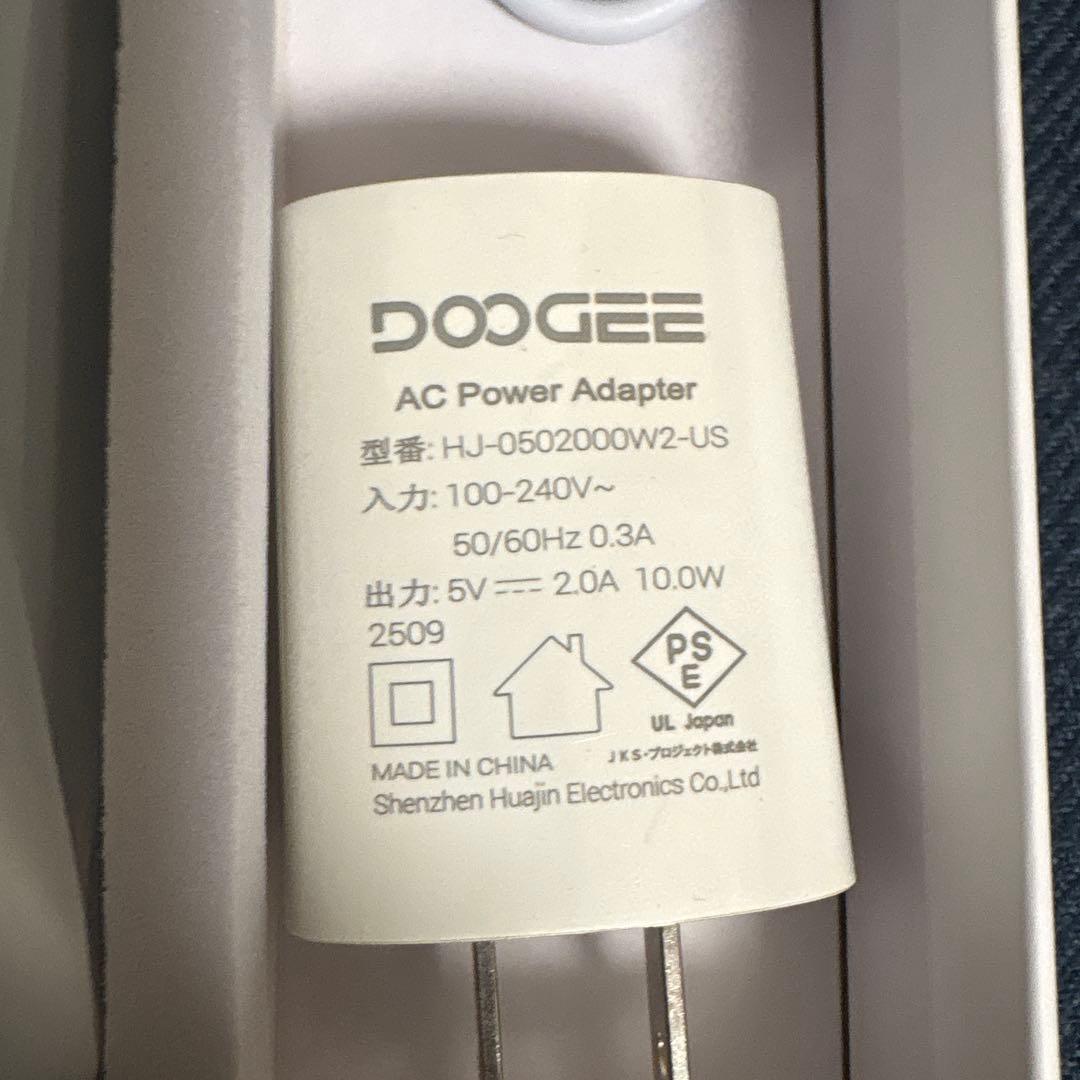 DOOGEE
AC Power Adapter
型番: HJ-0502000W2-US
入力: 100-240V~
50/60Hz 0.3A
出力: 5V⎓2.0A 10.0W
2509
PS
E
UL Japan
JKS・プロジェクト株式会社
MADE IN CHINA
Shenzhen Huajin Electronics Co.,Ltd